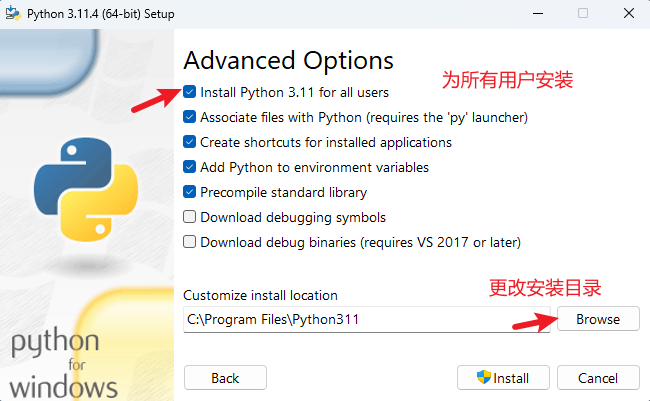 Python 3.11.4 (64-bit) Setup
Advanced Options
Install Python 3.11 for all users
为所有用户安装
Associate files with Python (requires the 'py' launcher)
Create shortcuts for installed applications
Add Python to environment variables
Precompile standard library
Download debugging symbols
Download debug binaries (requires VS 2017 or later)
更改安装目录
Customize install location
C:\Program Files\Python311
Browse
python
for
windows
Back
Install
Cancel